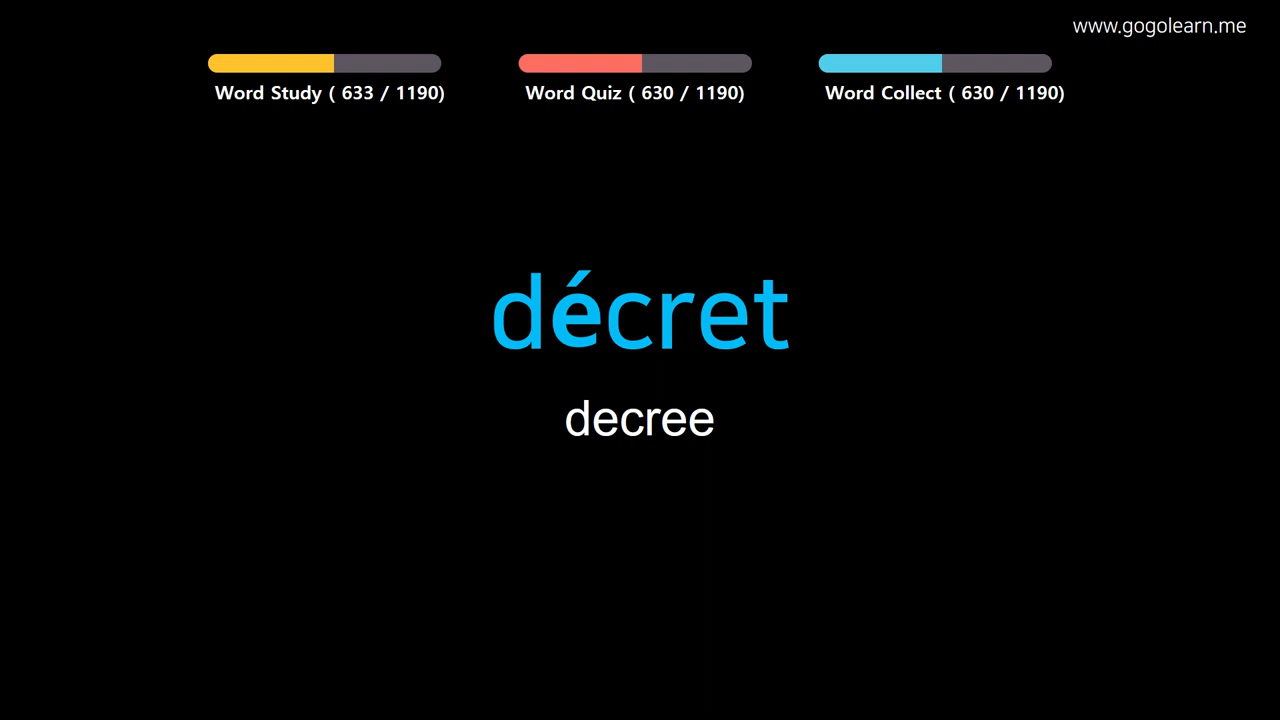 www.gogolearn.me
Word Study ( 633 / 1190)
Word Quiz ( 630 / 1190)
Word Collect ( 630 / 1190)
décret
decree